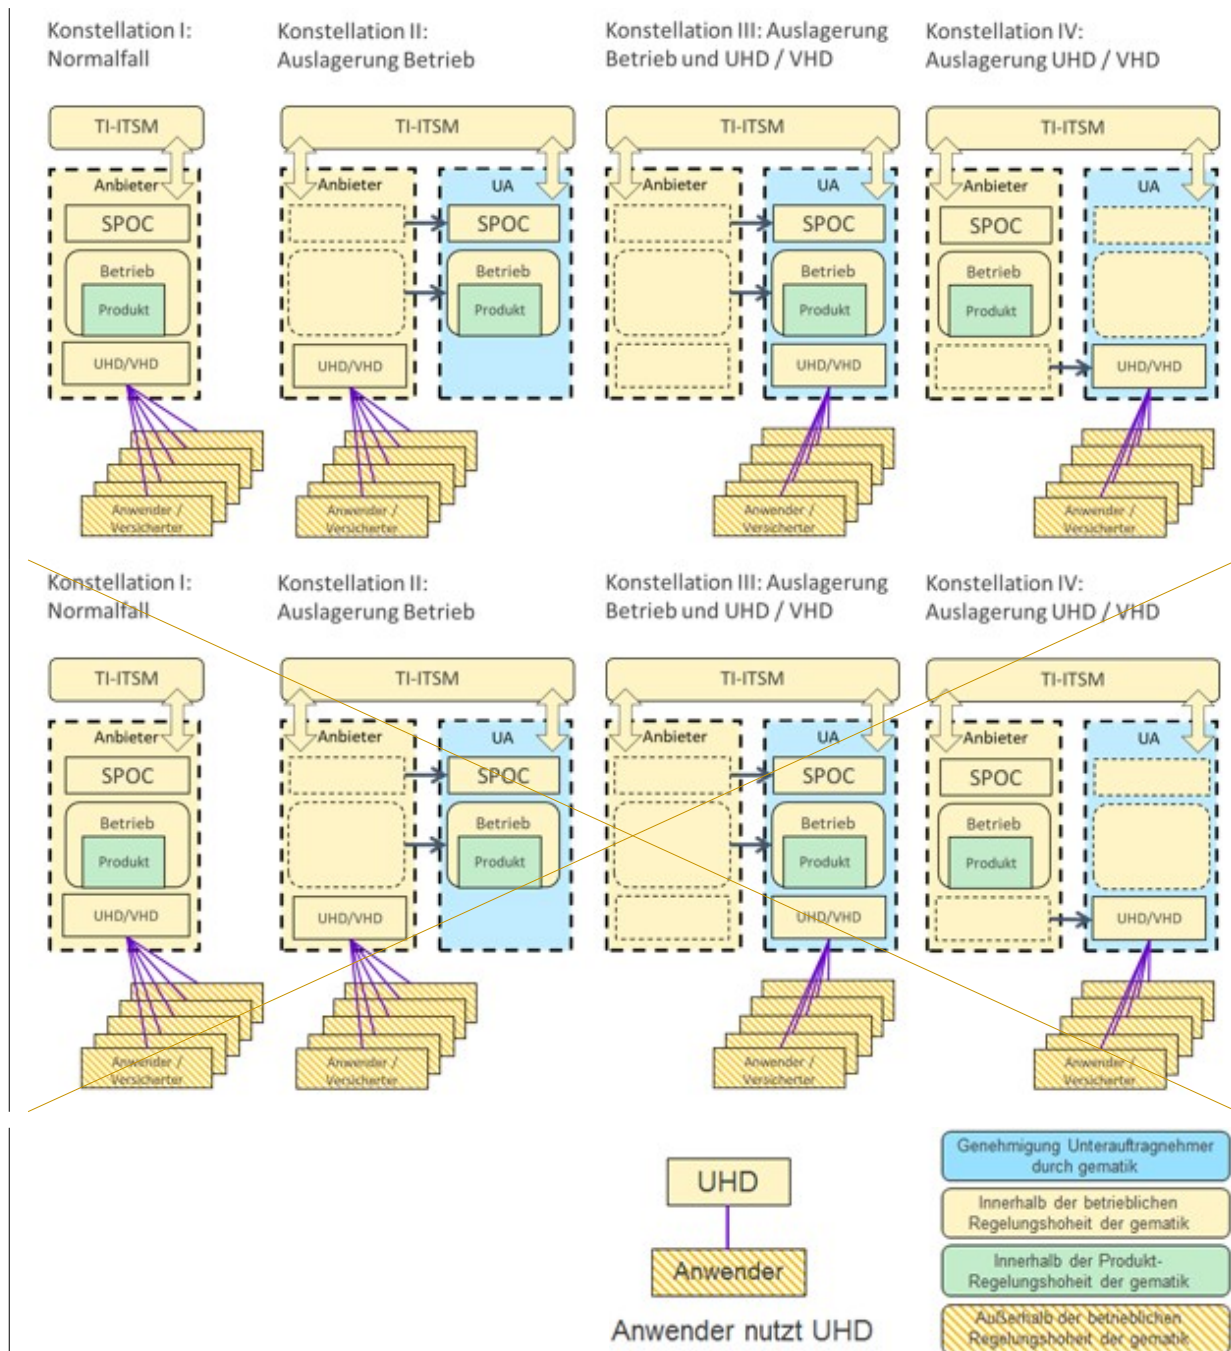 Konstellation I:
Normalfall
Konstellation II:
Auslagerung Betrieb
Konstellation III: Auslagerung
Betrieb und UHD / VHD
Konstellation IV:
Auslagerung UHD / VHD
TI-ITSM
TI-ITSM
TI-ITSM
TI-ITSM
Anbieter
Anbieter
UA
Anbieter
UA
Anbieter
UA
SPOC
SPOC
SPOC
SPOC
Betrieb
Betrieb
Betrieb
Betrieb
Produkt
Produkt
Produkt
Produkt
UHD/VHD
UHD/VHD
UHD/VHD
UHD/VHD
Anwender /
Versicherter
Anwender /
Versicherter
Anwender /
Versicherter
Anwender /
Versicherter
Konstellation I:
Normalfall
Konstellation II:
Auslagerung Betrieb
Konstellation III: Auslagerung
Betrieb und UHD / VHD
Konstellation IV:
Auslagerung UHD / VHD
TI-ITSM
TI-ITSM
TI-ITSM
TI-ITSM
Anbieter
Anbieter
UA
Anbieter
UA
Anbieter
UA
SPOC
SPOC
SPOC
SPOC
Betrieb
Betrieb
Betrieb
Betrieb
Produkt
Produkt
Produkt
Produkt
UHD/VHD
UHD/VHD
UHD/VHD
UHD/VHD
Anwender /
Versicherter
Anwender /
Versicherter
Anwender /
Versicherter
Anwender /
Versicherter
UHD
Anwender
Anwender nutzt UHD
Genehmigung Unterauftragnehmer
durch gematik
Innerhalb der betrieblichen
Regelungshoheit der gematik
Innerhalb der Produkt-
Regelungshoheit der gematik
Außerhalb der betrieblichen
Regelungshoheit der gematik